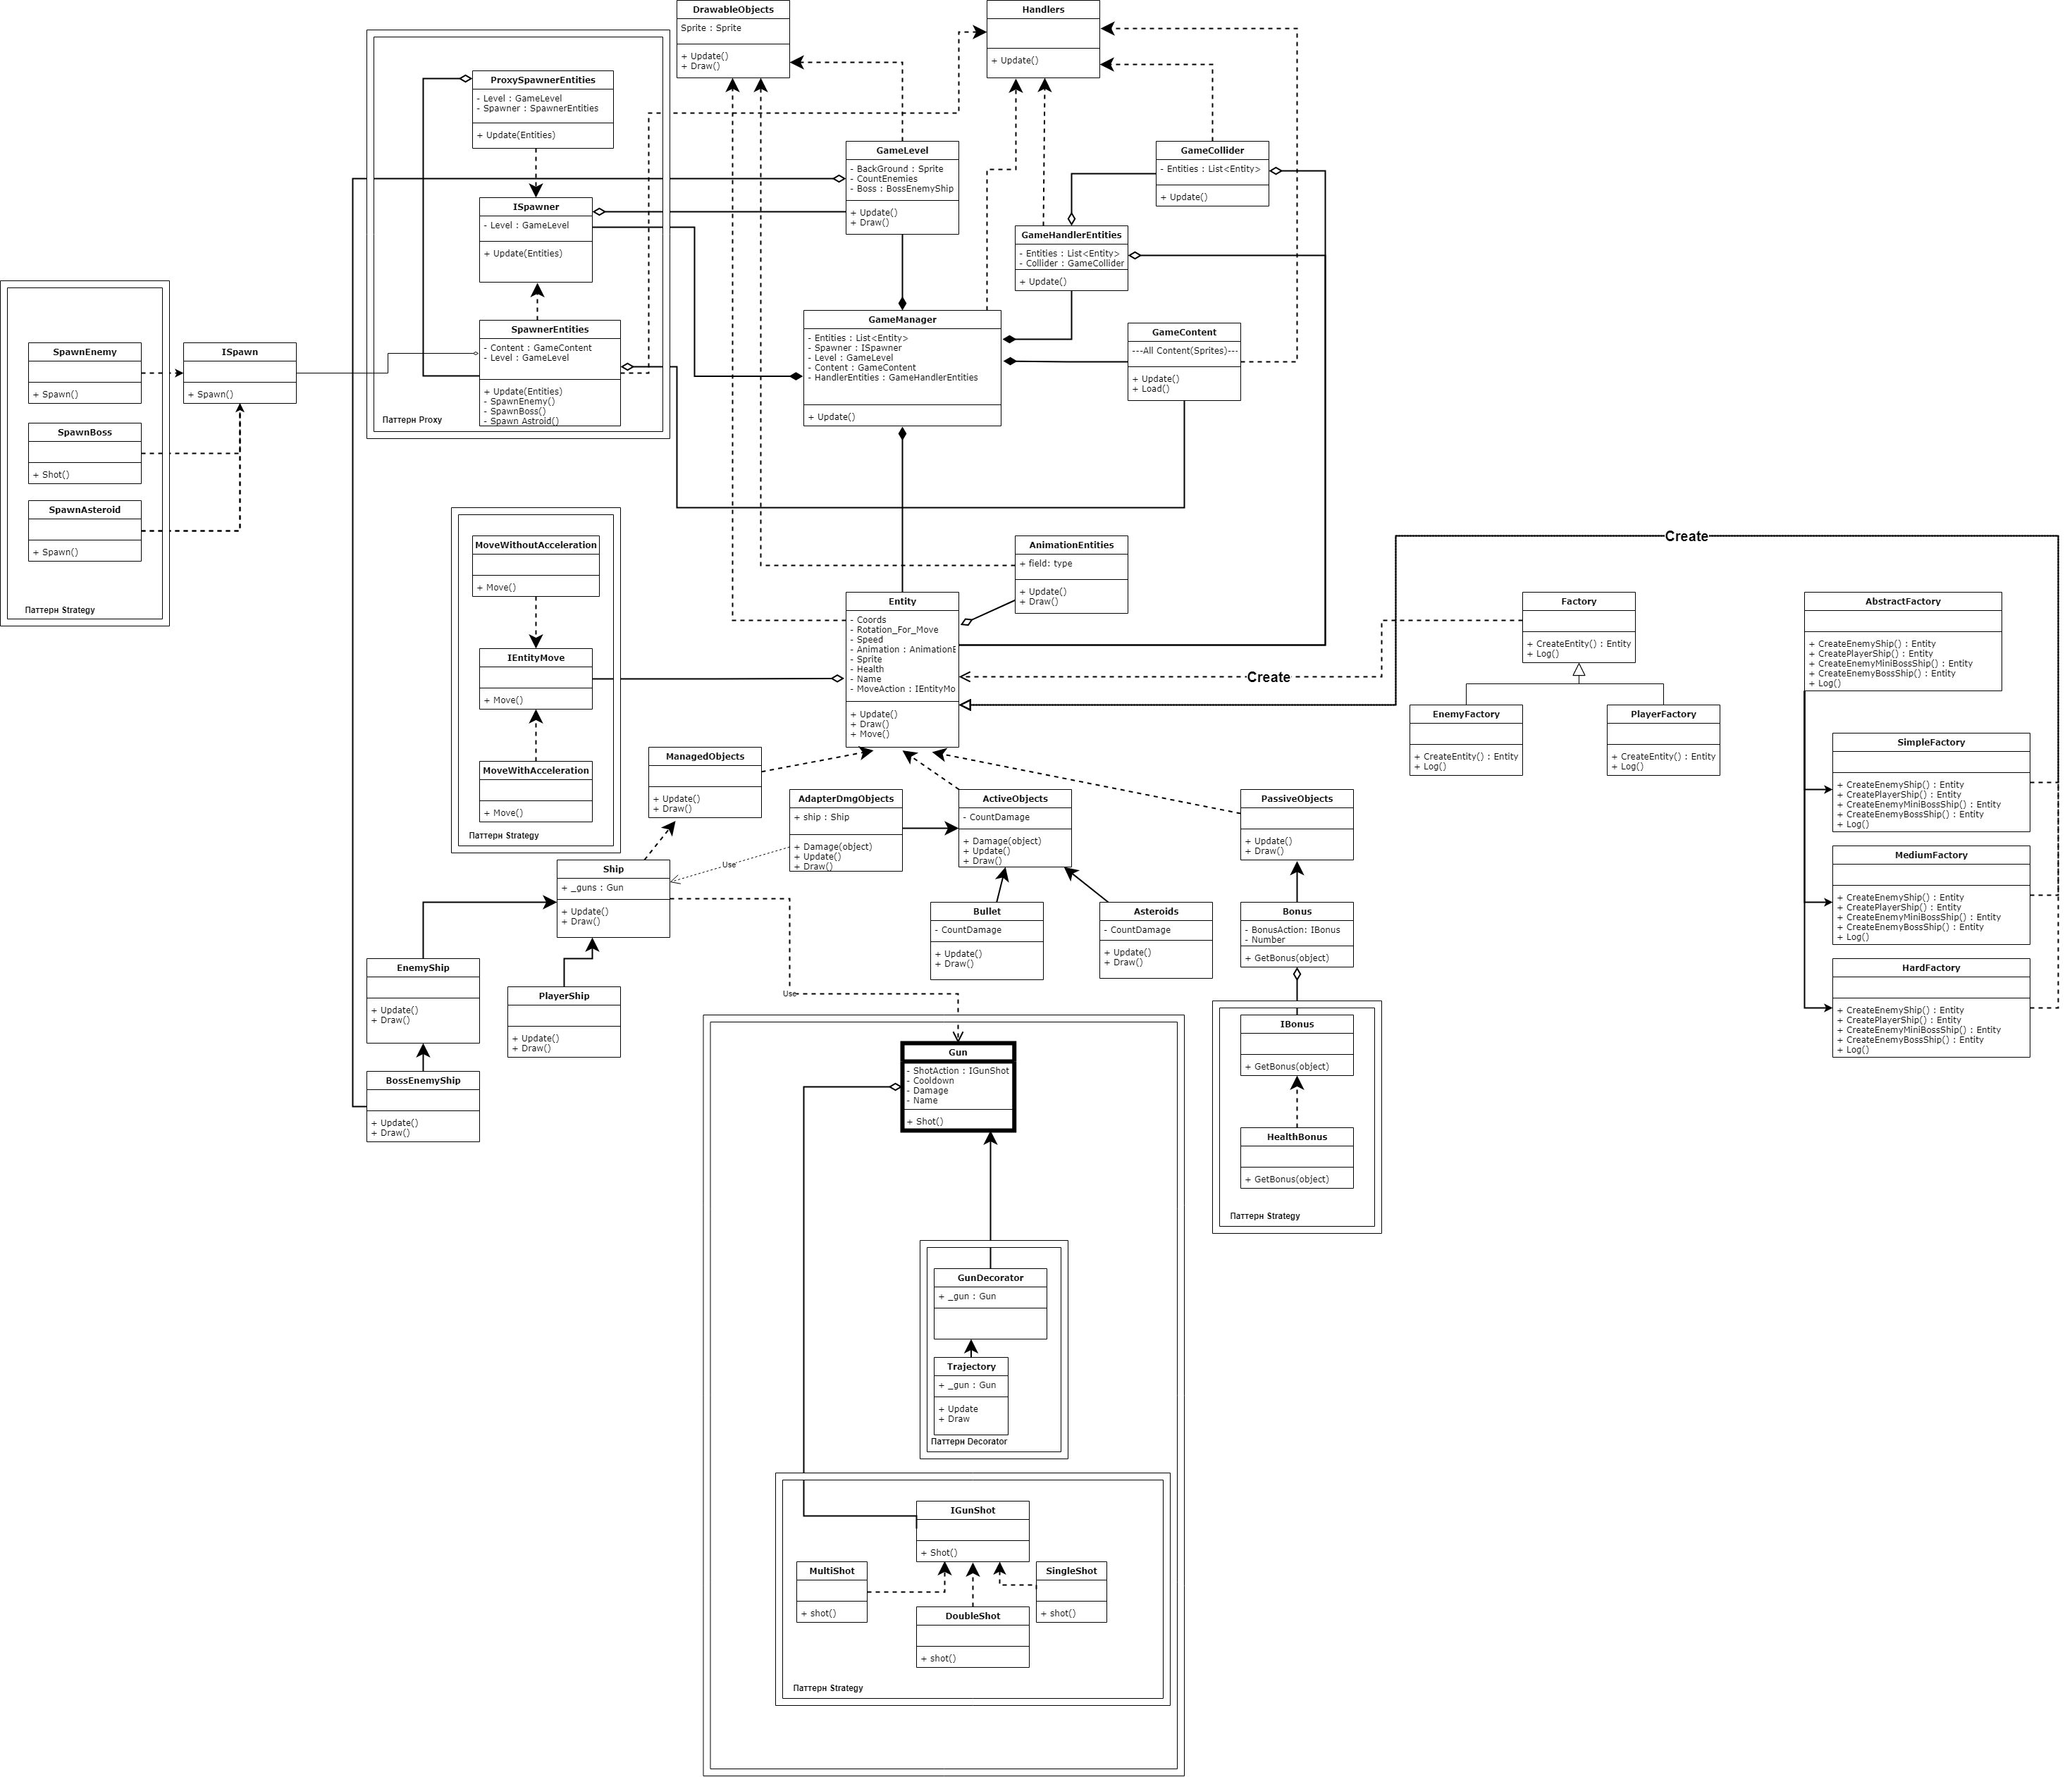 DrawableObjects
Sprite : Sprite
+ Update()
+ Draw()
Handlers
+ Update()
ProxySpawnerEntities
- Level : GameLevel
- Spawner : SpawnerEntities
+ Update(Entities)
GameLevel
- BackGround : Sprite
- CountEnemies
- Boss : BossEnemyShip
+ Update()
+ Draw()
GameCollider
- Entities : List<Entity>
+ Update()
ISpawner
- Level : GameLevel
+ Update(Entities)
GameHandlerEntities
- Entities : List<Entity>
- Collider : GameCollider
+ Update()
SpawnerEntities
- Content : GameContent
- Level : GameLevel
+ Update(Entities)
- SpawnEnemy()
- SpawnBoss()
- Spawn Astroid()
Паттерн Proxy
GameManager
- Entities : List<Entity>
- Spawner : ISpawner
- Level : GameLevel
- Content : GameContent
- HandlerEntities : GameHandlerEntities
+ Update()
GameContent
---All Content(Sprites)---
+ Update()
+ Load()
SpawnEnemy
+ Spawn()
ISpawn
+ Spawn()
SpawnBoss
+ Shot()
SpawnAsteroid
+ Spawn()
Паттерн Strategy
MoveWithoutAcceleration
+ Move()
IEntityMove
+ Move()
MoveWithAcceleration
+ Move()
Паттерн Strategy
AnimationEntities
+ field: type
+ Update()
+ Draw()
Create
Entity
- Coords
- Rotation_For_Move
- Speed
- Animation : AnimationE
- Sprite
- Health
- Name
- MoveAction : IEntityMo
+ Update()
+ Draw()
+ Move()
Create
Factory
+ CreateEntity() : Entity
+ Log()
EnemyFactory
+ CreateEntity() : Entity
+ Log()
PlayerFactory
+ CreateEntity() : Entity
+ Log()
AbstractFactory
+ CreateEnemyShip() : Entity
+ CreatePlayerShip() : Entity
+ CreateEnemyMiniBossShip() : Entity
+ CreateEnemyBossShip() : Entity
+ Log()
SimpleFactory
+ CreateEnemyShip() : Entity
+ CreatePlayerShip() : Entity
+ CreateEnemyMiniBossShip() : Entity
+ CreateEnemyBossShip() : Entity
+ Log()
MediumFactory
+ CreateEnemyShip() : Entity
+ CreatePlayerShip() : Entity
+ CreateEnemyMiniBossShip() : Entity
+ CreateEnemyBossShip() : Entity
+ Log()
HardFactory
+ CreateEnemyShip() : Entity
+ CreatePlayerShip() : Entity
+ CreateEnemyMiniBossShip() : Entity
+ CreateEnemyBossShip() : Entity
+ Log()
ManagedObjects
+ Update()
+ Draw()
AdapterDmgObjects
+ ship : Ship
+ Damage(object)
+ Update()
+ Draw()
ActiveObjects
- CountDamage
+ Damage(object)
+ Update()
+ Draw()
PassiveObjects
+ Update()
+ Draw()
Use
Ship
+ _guns : Gun
+ Update()
+ Draw()
Bullet
- CountDamage
+ Update()
+ Draw()
Asteroids
- CountDamage
+ Update()
+ Draw()
Bonus
- BonusAction: IBonus
- Number
+ GetBonus(object)
EnemyShip
+ Update()
+ Draw()
PlayerShip
+ Update()
+ Draw()
Use
BossEnemyShip
+ Update()
+ Draw()
IBonus
+ GetBonus(object)
HealthBonus
+ GetBonus(object)
Паттерн Strategy
Gun
- ShotAction : IGunShot
- Cooldown
- Damage
- Name
+ Shot()
GunDecorator
+ _gun : Gun
Trajectory
+ _gun : Gun
+ Update
+ Draw
Паттерн Decorator
IGunShot
+ Shot()
MultiShot
+ shot()
SingleShot
+ shot()
DoubleShot
+ shot()
Паттерн Strategy